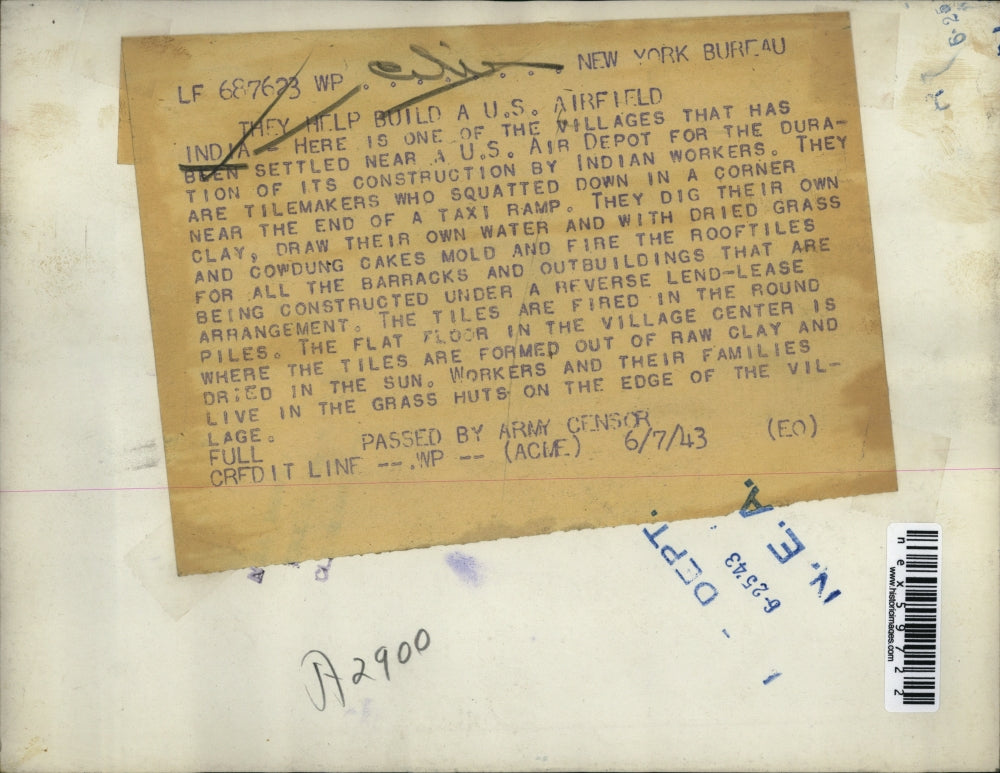 LF 687623 WP . . . . . . . NEW YORK BUREAU
THEY HELP BUILD A U.S. AIRFIELD
INDIA -- HERE IS ONE OF THE VILLAGES THAT HAS
BEEN SETTLED NEAR A U.S. AIR DEPOT FOR THE DURA-
TION OF ITS CONSTRUCTION BY INDIAN WORKERS. THEY
ARE TILEMAKERS WHO SQUATTED DOWN IN A CORNER
NEAR THE END OF A TAXI RAMP. THEY DIG THEIR OWN
CLAY, DRAW THEIR OWN WATER AND WITH DRIED GRASS
AND COWDUNG CAKES MOLD AND FIRE THE ROOFTILES
FOR ALL THE BARRACKS AND OUTBUILDINGS THAT ARE
BEING CONSTRUCTED UNDER A REVERSE LEND-LEASE
ARRANGEMENT. THE TILES ARE FIRED IN THE ROUND
PILES. THE FLAT FLOOR IN THE VILLAGE CENTER IS
WHERE THE TILES ARE FORMED OUT OF RAW CLAY AND
DRIED IN THE SUN. WORKERS AND THEIR FAMILIES
LIVE IN THE GRASS HUTS ON THE EDGE OF THE VIL-
LAGE.
FULL PASSED BY ARMY CENSOR
CREDIT LINE --.WP -- (ACME) 6/7/43 (EO)
DEPT.
6-25-43
N. E. A.
A2900
nex59722
www.historicimages.com